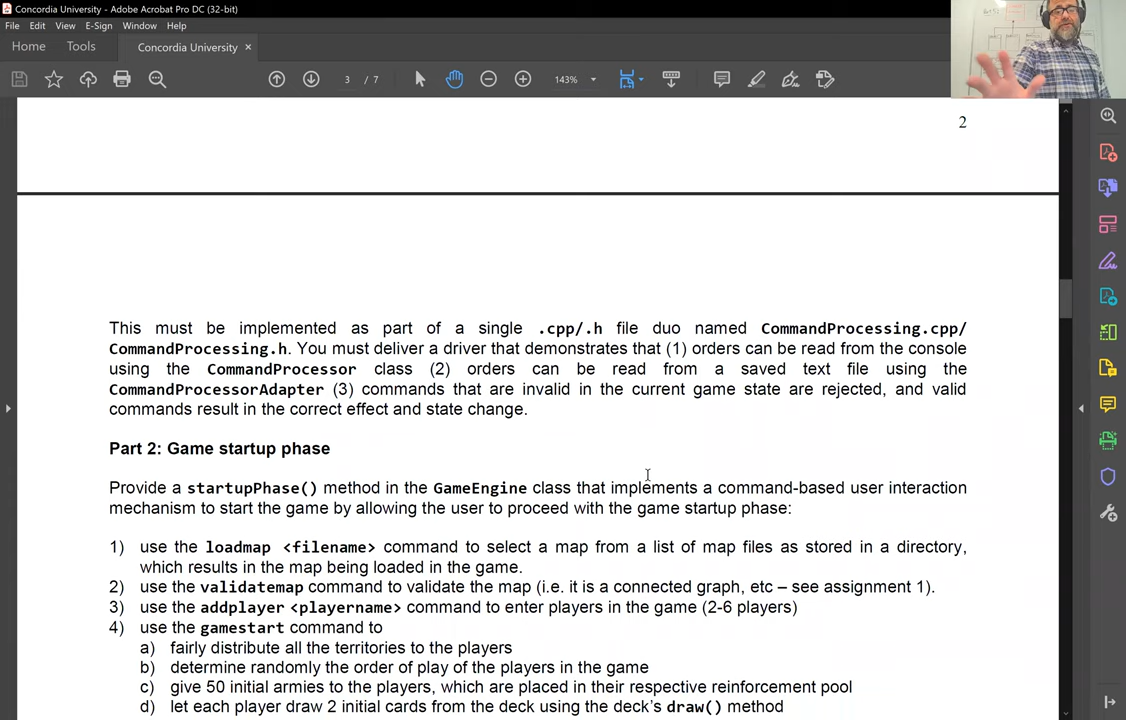 Concordia University - Adobe Acrobat Pro DC (32-bit)
File Edit View E-Sign Window Help
Home Tools Concordia University ×
3 / 7 143%
2
This must be implemented as part of a single .cpp/.h file duo named CommandProcessing.cpp/
CommandProcessing.h. You must deliver a driver that demonstrates that (1) orders can be read from the console
using the CommandProcessor class (2) orders can be read from a saved text file using the
CommandProcessorAdapter (3) commands that are invalid in the current game state are rejected, and valid
commands result in the correct effect and state change.
Part 2: Game startup phase
Provide a startupPhase() method in the GameEngine class that implements a command-based user interaction
mechanism to start the game by allowing the user to proceed with the game startup phase:
1) use the loadmap <filename> command to select a map from a list of map files as stored in a directory,
which results in the map being loaded in the game.
2) use the validatemap command to validate the map (i.e. it is a connected graph, etc – see assignment 1).
3) use the addplayer <playername> command to enter players in the game (2-6 players)
4) use the gamestart command to
a) fairly distribute all the territories to the players
b) determine randomly the order of play of the players in the game
c) give 50 initial armies to the players, which are placed in their respective reinforcement pool
d) let each player draw 2 initial cards from the deck using the deck's draw() method